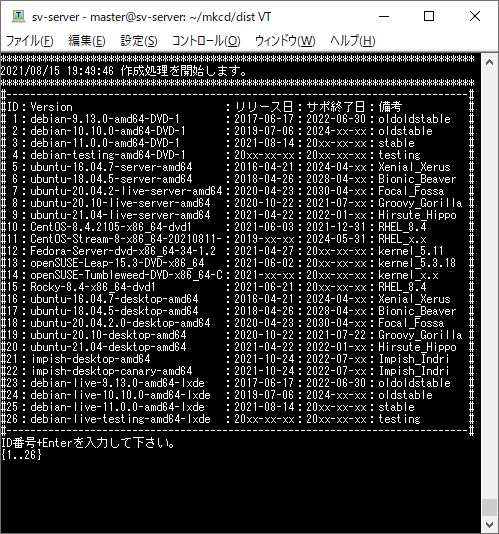 sv-server - master@sv-server: ~/mkcd/dist VT
ファイル(F) 編集(E) 設定(S) コントロール(O) ウィンドウ(W) ヘルプ(H)
2021/08/15 19:49:46 作成処理を開始します。
ID：Version ：リリース日：サポ終了日：備考
1：debian-9.13.0-amd64-DVD-1 ：2017-06-17：2022-06-30：oldoldstable
2：debian-10.10.0-amd64-DVD-1 ：2019-07-06：2024-xx-xx：oldstable
3：debian-11.0.0-amd64-DVD-1 ：2021-08-14：20xx-xx-xx：stable
4：debian-testing-amd64-DVD-1 ：20xx-xx-xx：20xx-xx-xx：testing
5：ubuntu-16.04.7-server-amd64 ：2016-04-21：2024-04-xx：Xenial_Xerus
6：ubuntu-18.04.5-server-amd64 ：2018-04-26：2028-04-xx：Bionic_Beaver
7：ubuntu-20.04.2-live-server-amd64：2020-04-23：2030-04-xx：Focal_Fossa
8：ubuntu-20.10-live-server-amd64 ：2020-10-22：2021-07-xx：Groovy_Gorilla
9：ubuntu-21.04-live-server-amd64 ：2021-04-22：2022-01-xx：Hirsute_Hippo
10：CentOS-8.4.2105-x86_64-dvd1 ：2021-06-03：2021-12-31：RHEL_8.4
11：CentOS-Stream-8-x86_64-20210811-：2019-xx-xx：2024-05-31：RHEL_x.x
12：Fedora-Server-dvd-x86_64-34-1.2 ：2021-04-27：20xx-xx-xx：kernel_5.11
13：openSUSE-Leap-15.3-DVD-x86_64 ：2021-06-02：20xx-xx-xx：kernel_5.3.18
14：openSUSE-Tumbleweed-DVD-x86_64-C：20xx-xx-xx：20xx-xx-xx：kernel_x.x
15：Rocky-8.4-x86_64-dvd1 ：2021-06-21：20xx-xx-xx：RHEL_8.4
16：ubuntu-16.04.7-desktop-amd64 ：2016-04-21：2024-04-xx：Xenial_Xerus
17：ubuntu-18.04.5-desktop-amd64 ：2018-04-26：2028-04-xx：Bionic_Beaver
18：ubuntu-20.04.2.0-desktop-amd64 ：2020-04-23：2030-04-xx：Focal_Fossa
19：ubuntu-20.10-desktop-amd64 ：2020-10-22：2021-07-22：Groovy_Gorilla
20：ubuntu-21.04-desktop-amd64 ：2021-04-22：2022-01-xx：Hirsute_Hippo
21：impish-desktop-amd64 ：2021-10-24：2022-07-xx：Impish_Indri
22：impish-desktop-canary-amd64 ：2021-10-24：2022-07-xx：Impish_Indri
23：debian-live-9.13.0-amd64-lxde ：2017-06-17：2022-06-30：oldoldstable
24：debian-live-10.10.0-amd64-lxde ：2019-07-06：2024-xx-xx：oldstable
25：debian-live-11.0.0-amd64-lxde ：2021-08-14：20xx-xx-xx：stable
26：debian-live-testing-amd64-lxde ：20xx-xx-xx：20xx-xx-xx：testing
ID番号+Enterを入力して下さい。
{1..26}